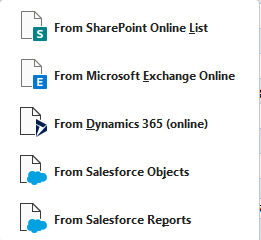 From SharePoint Online List
From Microsoft Exchange Online
From Dynamics 365 (online)
From Salesforce Objects
From Salesforce Reports